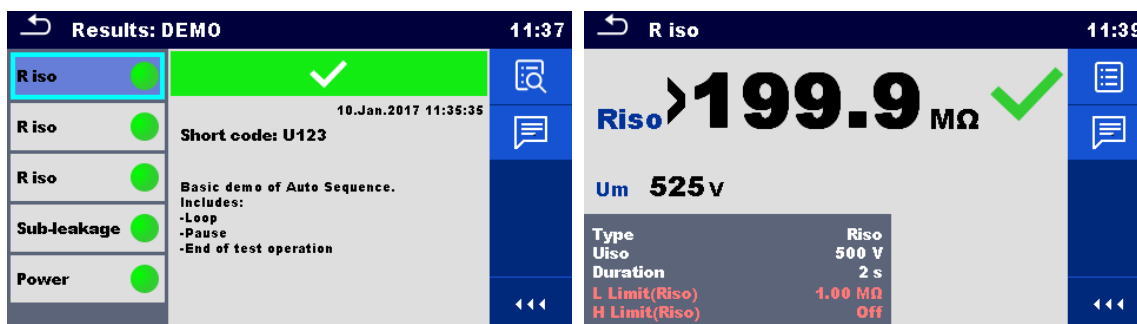 Results: DEMO 11:37
R iso
R iso
R iso
Sub-leakage
Power
10.Jan.2017 11:35:35
Short code: U123
Basic demo of Auto Sequence.
Includes:
-Loop
-Pause
-End of test operation
R iso 11:39
Riso >199.9 MΩ
Um 525 V
Type Riso
Uiso 500 V
Duration 2 s
L Limit(Riso) 1.00 MΩ
H Limit(Riso) Off